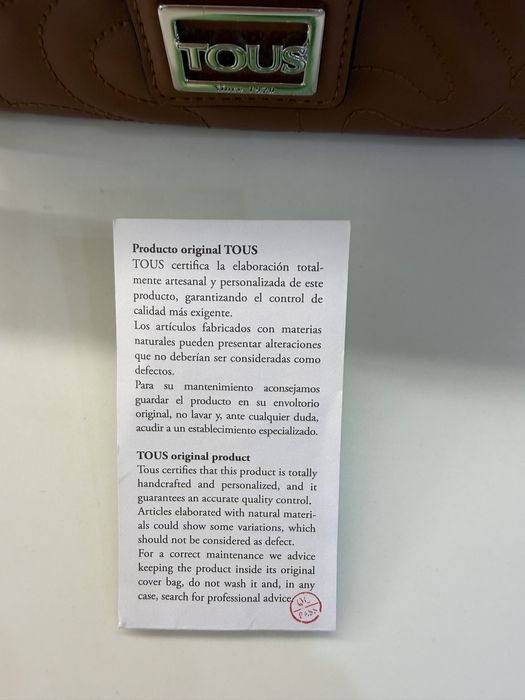 TOUS
Since 1920
Producto original TOUS
TOUS certifica la elaboración total-
mente artesanal y personalizada de este
producto, garantizando el control de
calidad más exigente.
Los artículos fabricados con materias
naturales pueden presentar alteraciones
que no deberían ser consideradas como
defectos.
Para su mantenimiento aconsejamos
guardar el producto en su envoltorio
original, no lavar y, ante cualquier duda,
acudir a un establecimiento especializado.
TOUS original product
Tous certifies that this product is totally
handcrafted and personalized, and it
guarantees an accurate quality control.
Articles elaborated with natural materi-
als could show some variations, which
should not be considered as defect.
For a correct maintenance we advice
keeping the product inside its original
cover bag, do not wash it and, in any
case, search for professional advice.
QC
PASS